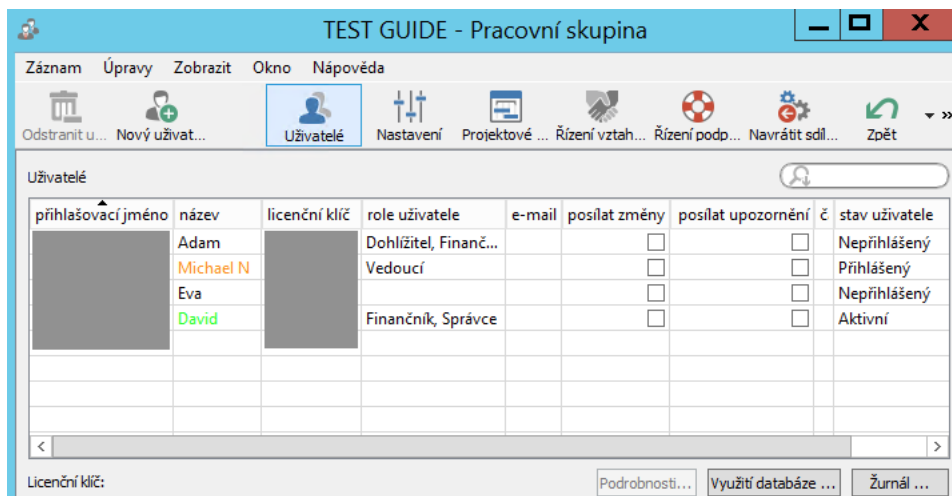 TEST GUIDE - Pracovní skupina
Záznam Úpravy Zobrazit Okno Nápověda
Odstranit u... Nový uživat... Uživatelé Nastavení Projektové ... Řízení vztah... Řízení podp... Navrátit sdíl... Zpět
Uživatelé
přihlašovací jméno název licenční klíč role uživatele e-mail posílat změny posílat upozornění č stav uživatele
Adam Dohlížitel, Finanč... Nepřihlášený
Michael N Vedoucí Přihlášený
Eva Nepřihlášený
David Finančník, Správce Aktivní
Licenční klíč: Podrobnosti... Využití databáze ... Žurnál ...